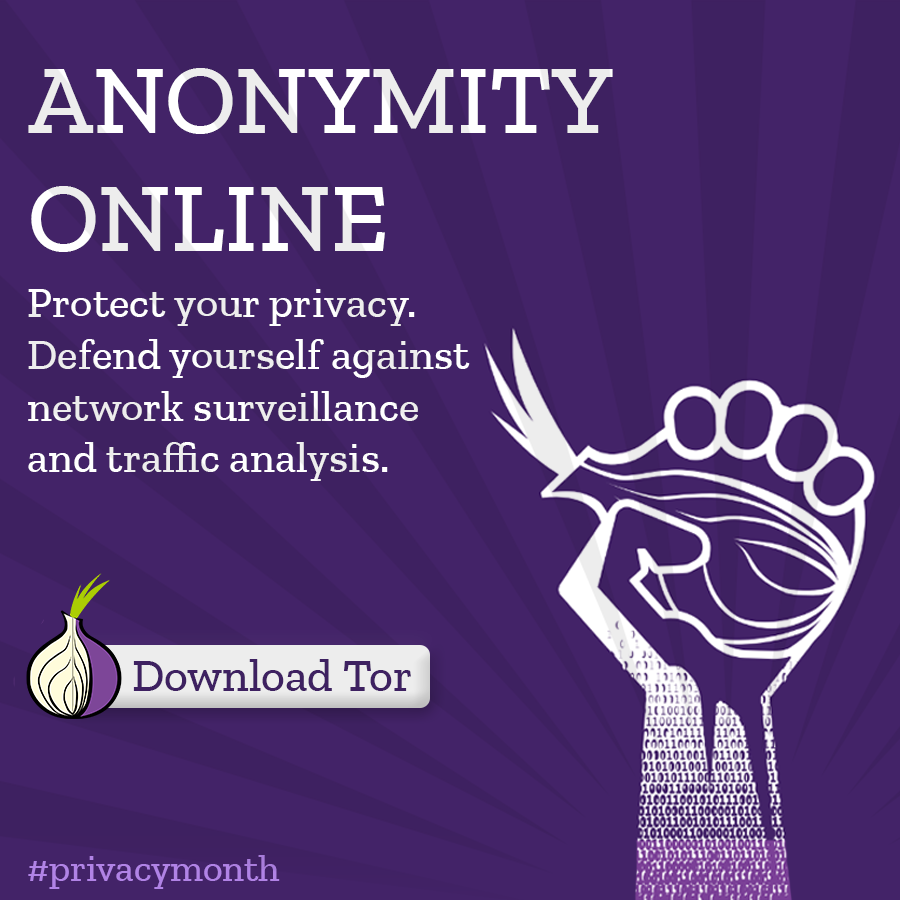 ANONYMITY
ONLINE
Protect your privacy.
Defend yourself against
network surveillance
and traffic analysis.
Download Tor
#privacymonth